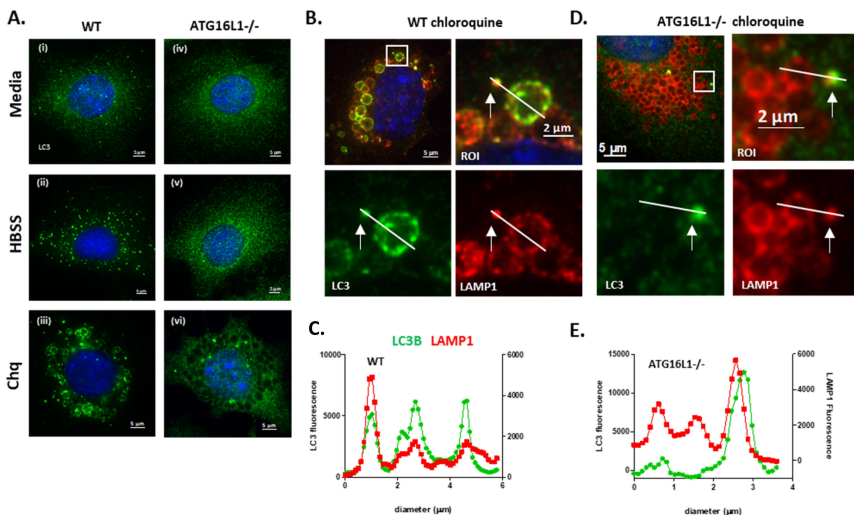 A.
WT
ATG16L1-/-
Media
(i)
LC3
5 µm
(iv)
5 µm
HBSS
(ii)
5 µm
(v)
5 µm
Chq
(iii)
5 µm
(vi)
5 µm
B.
WT chloroquine
5 µm
2 µm
ROI
LC3
LAMP1
D.
ATG16L1-/- chloroquine
5 µm
2 µm
ROI
LC3
LAMP1
C.
LC3B LAMP1
WT
LC3 fluorescence
10000
5000
0
6000
4000
2000
0
0 2 4 6
diameter (µm)
E.
ATG16L1-/-
LC3 fluorescence
15000
10000
5000
0
6000
4000
2000
0
LAMP1 Fluorescence
0 1 2 3 4
diameter (µm)